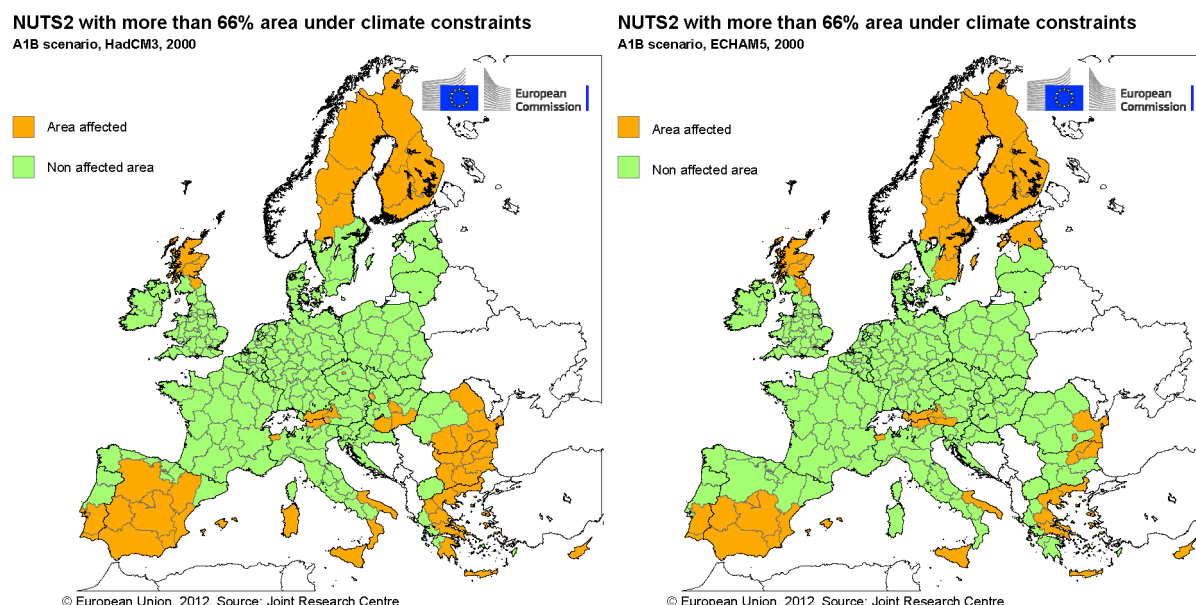 NUTS2 with more than 66% area under climate constraints
A1B scenario, HadCM3, 2000
European
Commission
Area affected
Non affected area
© European Union, 2012. Source: Joint Research Centre
NUTS2 with more than 66% area under climate constraints
A1B scenario, ECHAM5, 2000
European
Commission
Area affected
Non affected area
© European Union, 2012. Source: Joint Research Centre